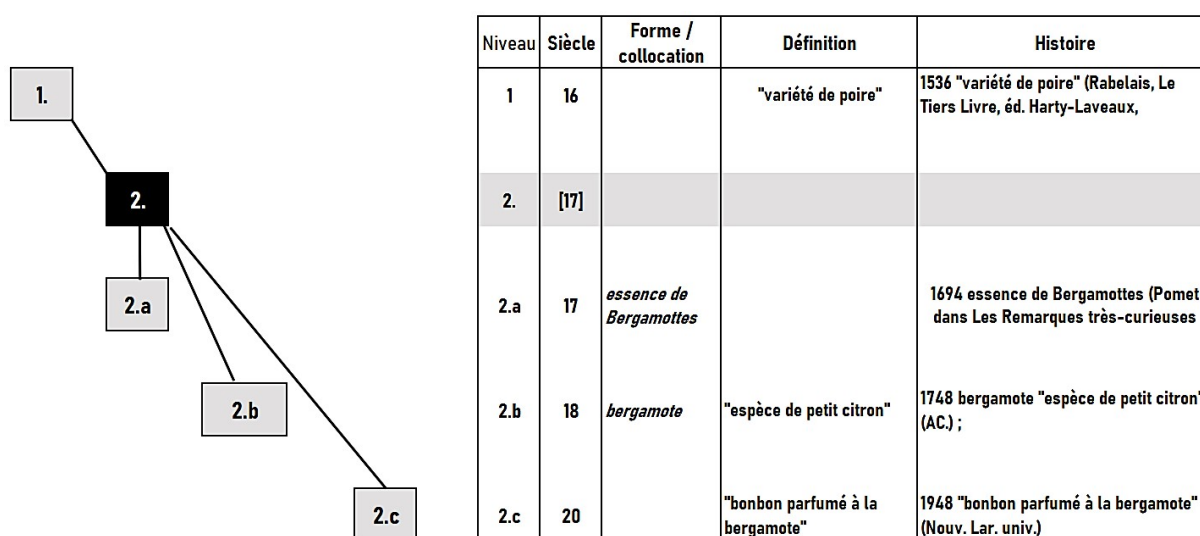 1.
2.
2.a
2.b
2.c
Niveau Siècle Forme / collocation Définition Histoire
1 16 "variété de poire" 1536 "variété de poire" (Rabelais, Le
Tiers Livre, éd. Harty-Laveaux,
2. [17]
2.a 17 essence de Bergamottes 1694 essence de Bergamottes (Pomet
dans Les Remarques très-curieuses
2.b 18 bergamote "espèce de petit citron" 1748 bergamote "espèce de petit citron"
(AC.) ;
2.c 20 "bonbon parfumé à la bergamote" 1948 "bonbon parfumé à la bergamote"
(Nouv. Lar. univ.)